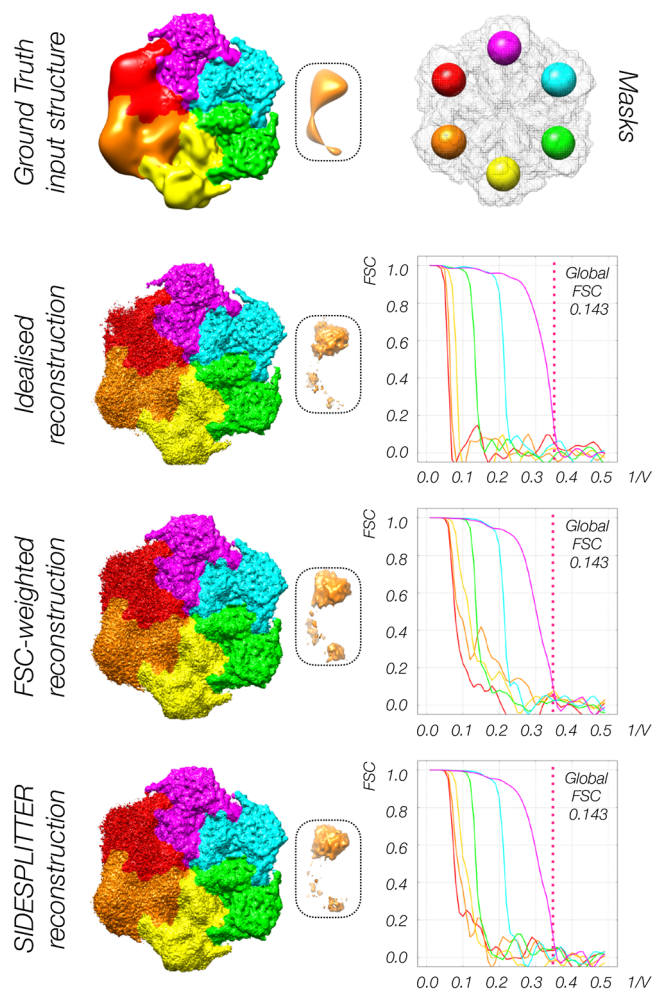 Ground Truth
input structure
Masks
Idealised
reconstruction
FSC
1.0
0.8
0.6
0.4
0.2
0.0
Global
FSC
0.143
0.0 0.1 0.2 0.3 0.4 0.5 1/V
FSC-weighted
reconstruction
FSC
1.0
0.8
0.6
0.4
0.2
0.0
Global
FSC
0.143
0.0 0.1 0.2 0.3 0.4 0.5 1/V
SIDESPLITTER
reconstruction
FSC
1.0
0.8
0.6
0.4
0.2
0.0
Global
FSC
0.143
0.0 0.1 0.2 0.3 0.4 0.5 1/V